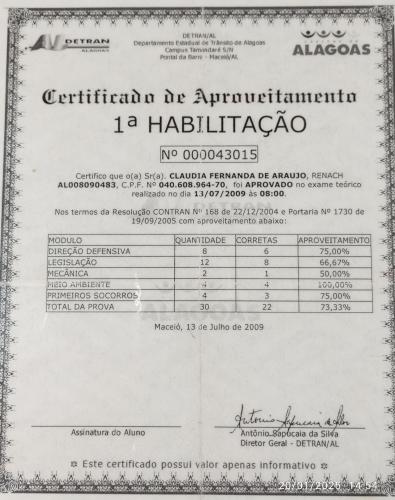 DETRAN
ALAGOAS
DETRAN/AL
Departamento Estadual de Trânsito de Alagoas
Campus Tamandaré S/N
Pontal da Barra - Maceió/AL
ALAGOAS
Certificado de Aproveitamento
1ª HABILITAÇÃO
Nº 000043015
Certifico que o(a) Sr(a). CLAUDIA FERNANDA DE ARAUJO, RENACH
AL008090483, C.P.F. Nº 040.608.964-70, foi APROVADO no exame teórico
realizado no dia 13/07/2009 às 08:00.
Nos termos da Resolução CONTRAN Nº 168 de 22/12/2004 e Portaria Nº 1730 de
19/09/2005 com aproveitamento abaixo:
MODULO QUANTIDADE CORRETAS APROVEITAMENTO
DIREÇÃO DEFENSIVA 8 6 75,00%
LEGISLAÇÃO 12 8 66,67%
MECÂNICA 2 1 50,00%
MEIO AMBIENTE 4 4 100,00%
PRIMEIROS SOCORROS 4 3 75,00%
TOTAL DA PROVA 30 22 73,33%
ALAGOAS
Maceió, 13 de Julho de 2009
Assinatura do Aluno
Antônio Sapucaia da Silva
Diretor Geral - DETRAN/AL
Este certificado possui valor apenas informativo
20/01/2025 14:54